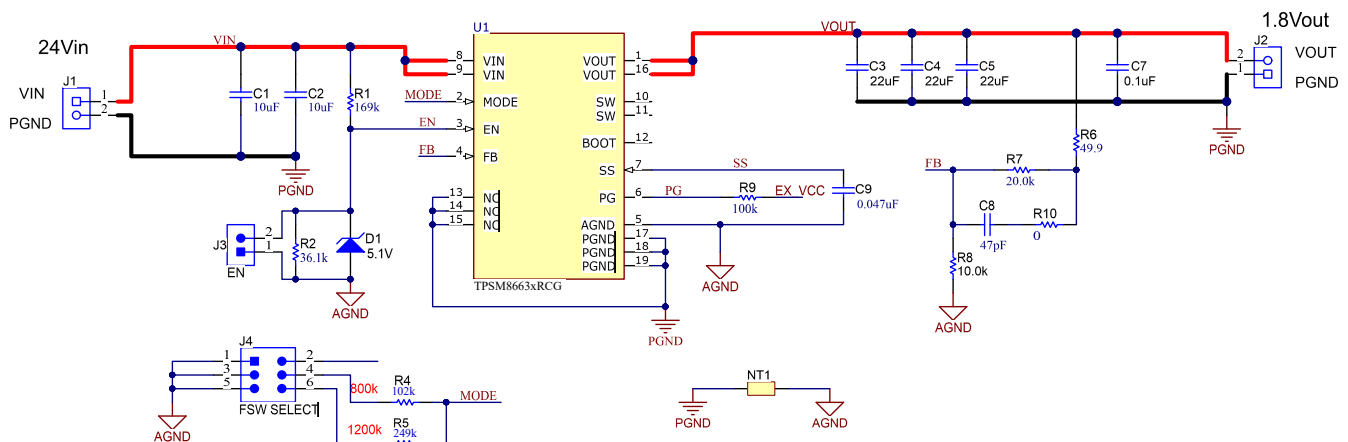 24Vin
J1
VIN
PGND
1
2
VIN
C1
10uF
C2
10uF
R1
169k
PGND
MODE
EN
FB
U1
8
9
2
3
4
13
14
15
VIN
VIN
MODE
EN
FB
NC
NC
NC
VOUT
VOUT
SW
SW
BOOT
SS
PG
AGND
PGND
PGND
PGND
1
16
10
11
12
7
6
5
17
18
19
TPSM8663xRCG
SS
PG
R9
100k
EX_VCC
C9
0.047uF
AGND
PGND
VOUT
C3
22uF
C4
22uF
C5
22uF
C7
0.1uF
1.8Vout
J2
2
1
VOUT
PGND
PGND
R6
49.9
FB
R7
20.0k
C8
47pF
R10
0
R8
10.0k
AGND
J3
2
1
EN
R2
36.1k
D1
5.1V
AGND
J4
1
3
5
2
4
6
FSW SELECT
AGND
800k
R4
102k
MODE
1200k
R5
249k
NT1
PGND
AGND